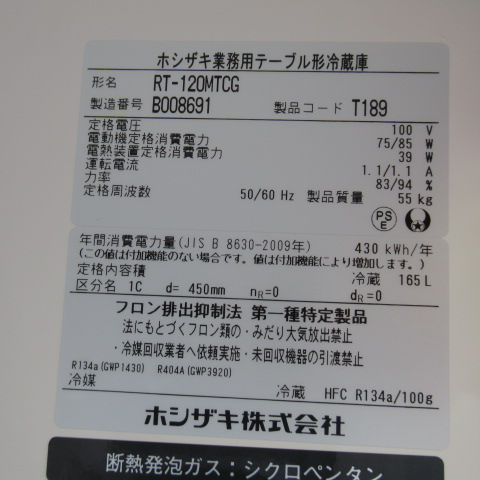 ホシザキ業務用テーブル形冷蔵庫
形名 RT-120MTCG
製造番号 B008691 製品コード T189
定格電圧 100 V
電動機定格消費電力 75/85 W
電熱装置定格消費電力 39 W
運転電流 1.1/1.1 A
力率 83/94 %
定格周波数 50/60 Hz 製品質量 55 kg
PSE
年間消費電力量(JIS B 8630-2009年) 430 kWh/年
(この値は付加機能のない場合です。値は付加機能により増加します。)
定格内容積 冷蔵 165 L
区分名 1C d= 450mm nR=0 dR=0
フロン排出抑制法 第一種特定製品
法にもとづくフロン類の・みだり大気放出禁止
・冷媒回収業者へ依頼実施・未回収機器の引渡禁止
R134a(GWP1430) R404A(GWP3920)
冷媒 冷蔵 HFC R134a/100g
ホシザキ株式会社
断熱発泡ガス：シクロペンタン